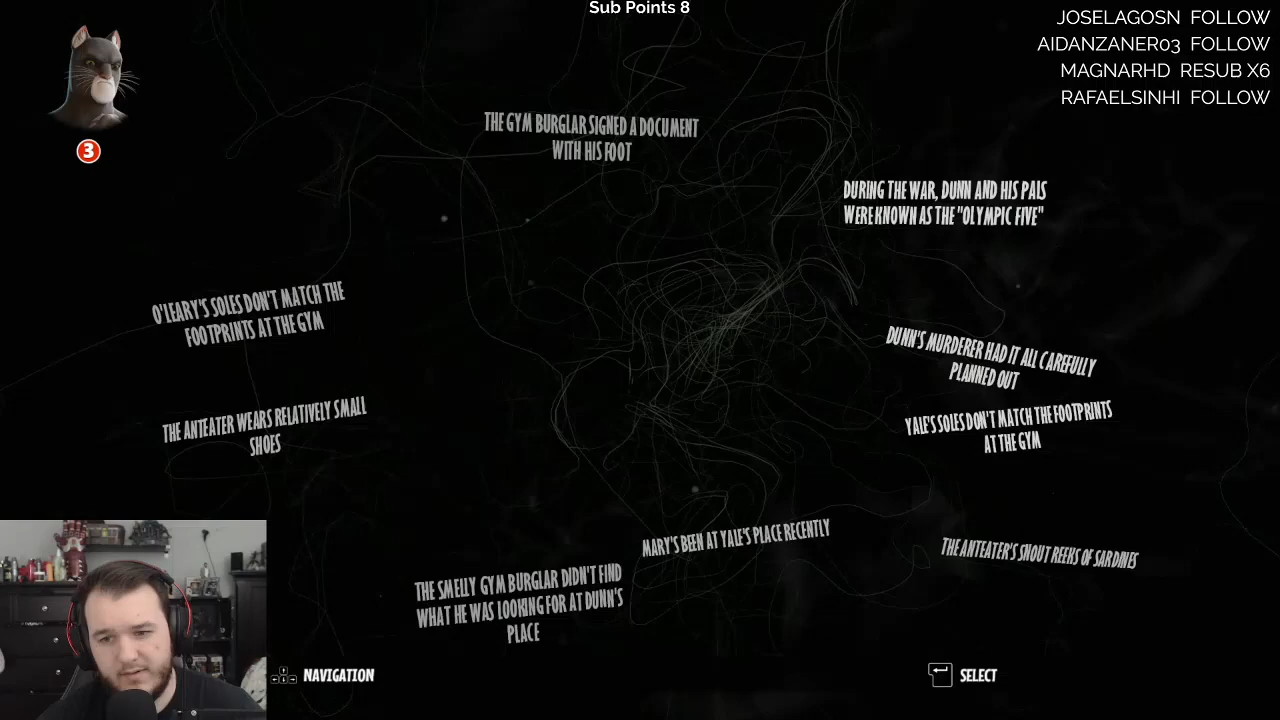 Sub Points 8
JOSELAGOSN FOLLOW
AIDANZANER03 FOLLOW
MAGNARHD RESUB X6
RAFAELSINHI FOLLOW
3
THE GYM BURGLAR SIGNED A DOCUMENT
WITH HIS FOOT
DURING THE WAR, DUNN AND HIS PALS
WERE KNOWN AS THE "OLYMPIC FIVE"
O'LEARY'S SOLES DON'T MATCH THE
FOOTPRINTS AT THE GYM
DUNN'S MURDERER HAD IT ALL CAREFULLY
PLANNED OUT
THE ANTEATER WEARS RELATIVELY SMALL
SHOES
YALE'S SOLES DON'T MATCH THE FOOTPRINTS
AT THE GYM
MARY'S BEEN AT YALE'S PLACE RECENTLY
THE ANTEATER'S SNOUT REEKS OF SARDINES
THE SMELLY GYM BURGLAR DIDN'T FIND
WHAT HE WAS LOOKING FOR AT DUNN'S
PLACE
NAVIGATION
SELECT